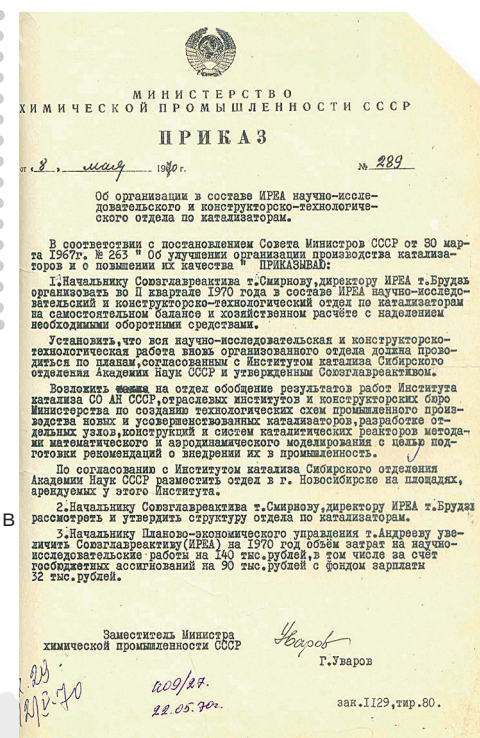 МИНИСТЕРСТВО
ХИМИЧЕСКОЙ ПРОМЫШЛЕННОСТИ СССР
ПРИКАЗ
от 8. мая 1970 г. № 289
Об организации в составе ИРЕА научно-иссле-
довательского и конструкторско-технологиче-
ского отдела по катализаторам.
В соответствии с постановлением Совета Министров СССР от 30 мар-
та 1967г. № 263 " Об улучшении организации производства катализа-
торов и о повышении их качества " ПРИКАЗЫВАЮ:
1.Начальнику Союзглавреактива т.Смирнову,директору ИРЕА т.Брудзь
организовать во II квартале 1970 года в составе ИРЕА научно-исследо-
вательский и конструкторско-технологический отдел по катализаторам
на самостоятельном балансе и хозяйственном расчёте с наделением
необходимыми оборотными средствами.
Установить,что вся научно-исследовательская и конструкторско-
технологическая работа вновь организованного отдела должна прово-
диться по планам,согласованным с Институтом катализа Сибирского
отделения Академии Наук СССР и утвержденным Союзглавреактивом.
Возложить на отдел обобщение результатов работ Института
катализа СО АН СССР,отраслевых институтов и конструкторских бюро
Министерства по созданию технологических схем промышленного произ-
водства новых и усовершенствованных катализаторов,разработке от-
дельных узлов,конструкций и систем каталитических реакторов метода-
ми математического и аэродинамического моделирования с целью под-
готовки рекомендаций о внедрении их в промышленность.
По согласованию с Институтом катализа Сибирского отделения
Академии Наук СССР разместить отдел в г. Новосибирске на площадях,
арендуемых у этого Института.
В
2.Начальнику Союзглавреактива т.Смирнову,директору ИРЕА т.Брудзь
рассмотреть и утвердить структуру отдела по катализаторам.
3.Начальнику Планово-экономического управления т.Андрееву уве-
личить Союзглавреактиву(ИРЕА) на 1970 год объём затрат на научно-
исследовательские работы на 140 тыс.рублей,в том числе за счёт
госбюджетных ассигнований на 90 тыс.рублей с фондом зарплаты
32 тыс.рублей.
Заместитель Министра
химической промышленности СССР
Уваров
Г.Уваров
409/27.
22.05.70г.
зак.1129,тир.80.